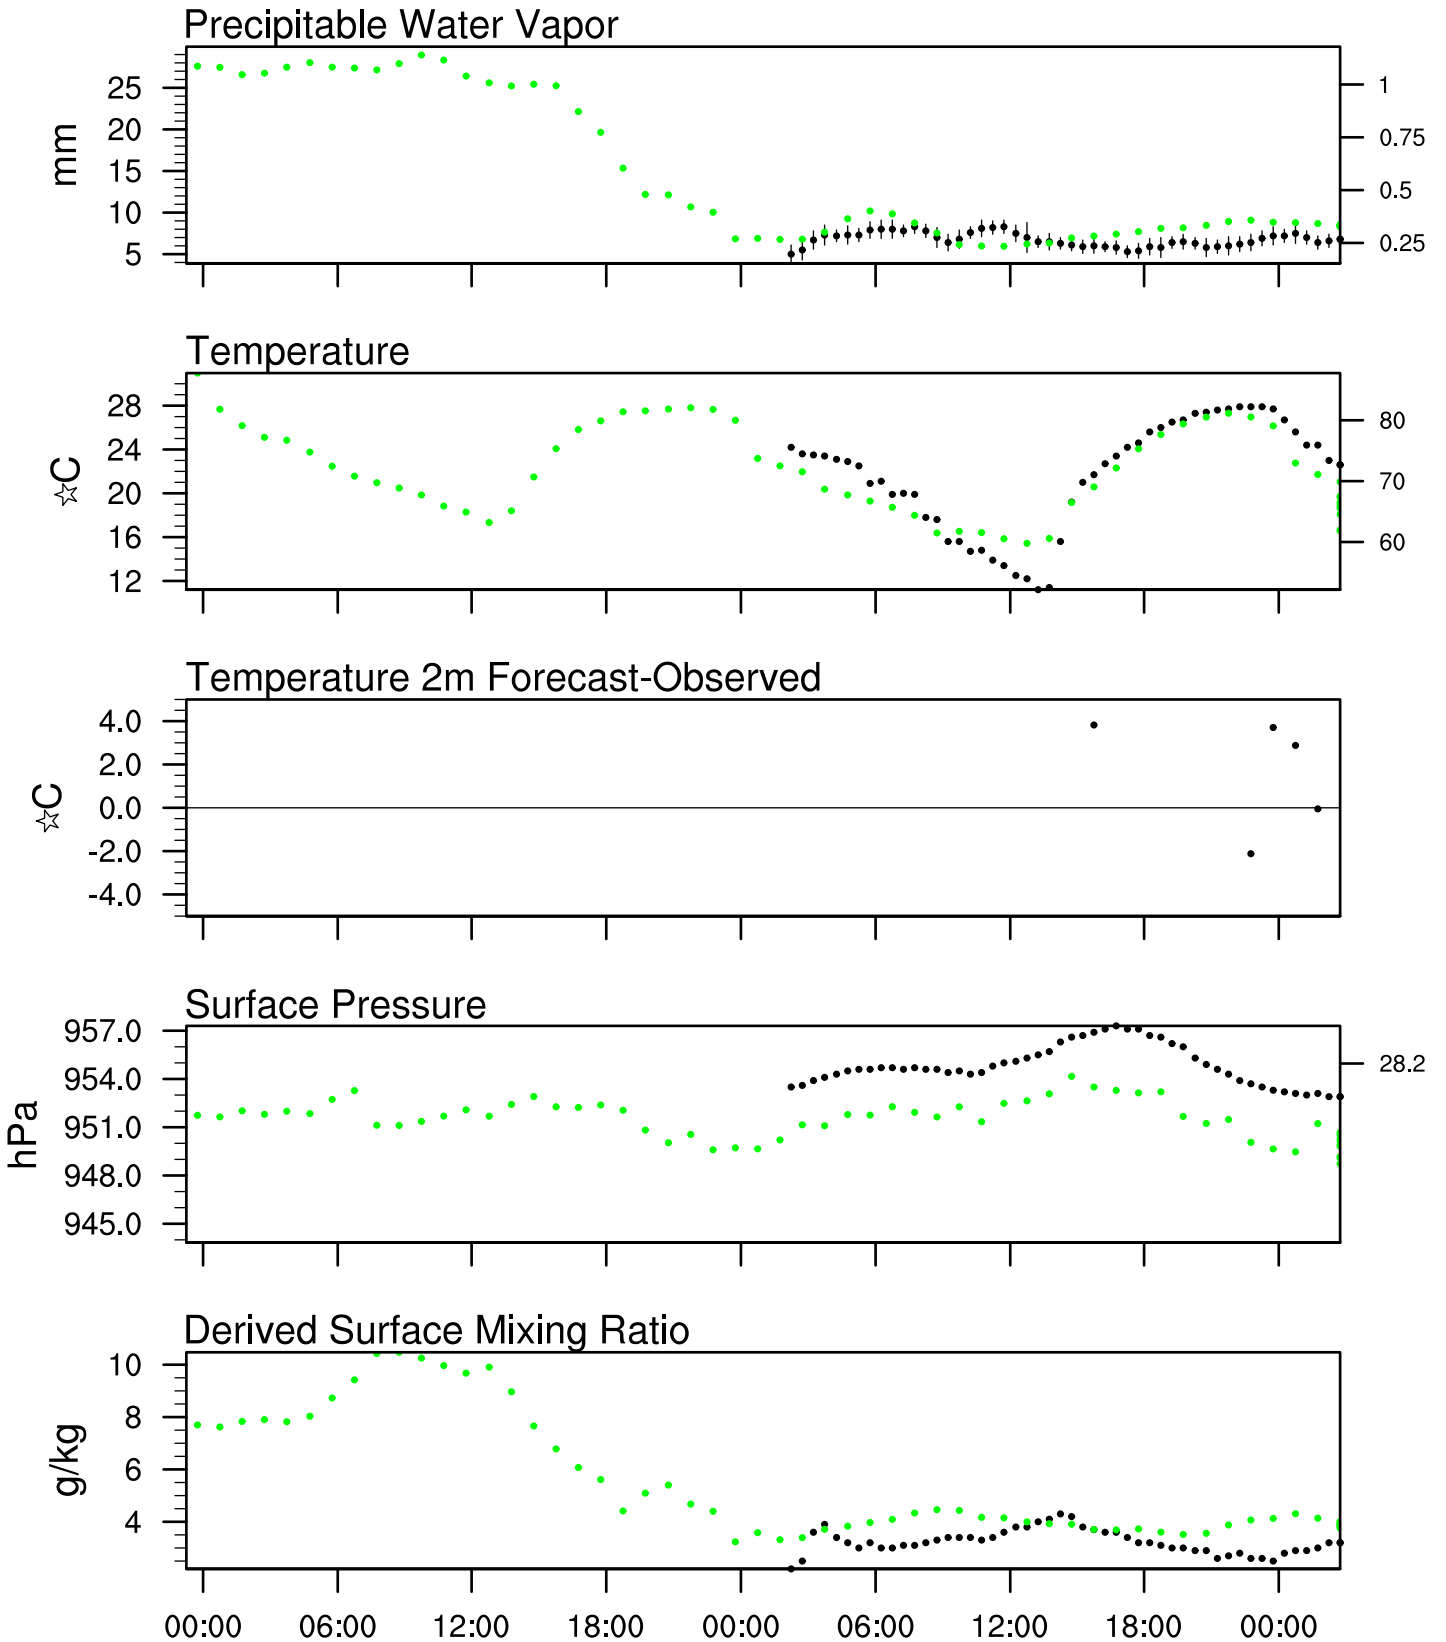 Precipitable Water Vapor
mm
25
20
15
10
5
1
0.75
0.5
0.25
Temperature
☆C
28
24
20
16
12
80
70
60
Temperature 2m Forecast-Observed
☆C
4.0
2.0
0.0
-2.0
-4.0
Surface Pressure
hPa
957.0
954.0
951.0
948.0
945.0
28.2
Derived Surface Mixing Ratio
g/kg
10
8
6
4
00:00 06:00 12:00 18:00 00:00 06:00 12:00 18:00 00:00